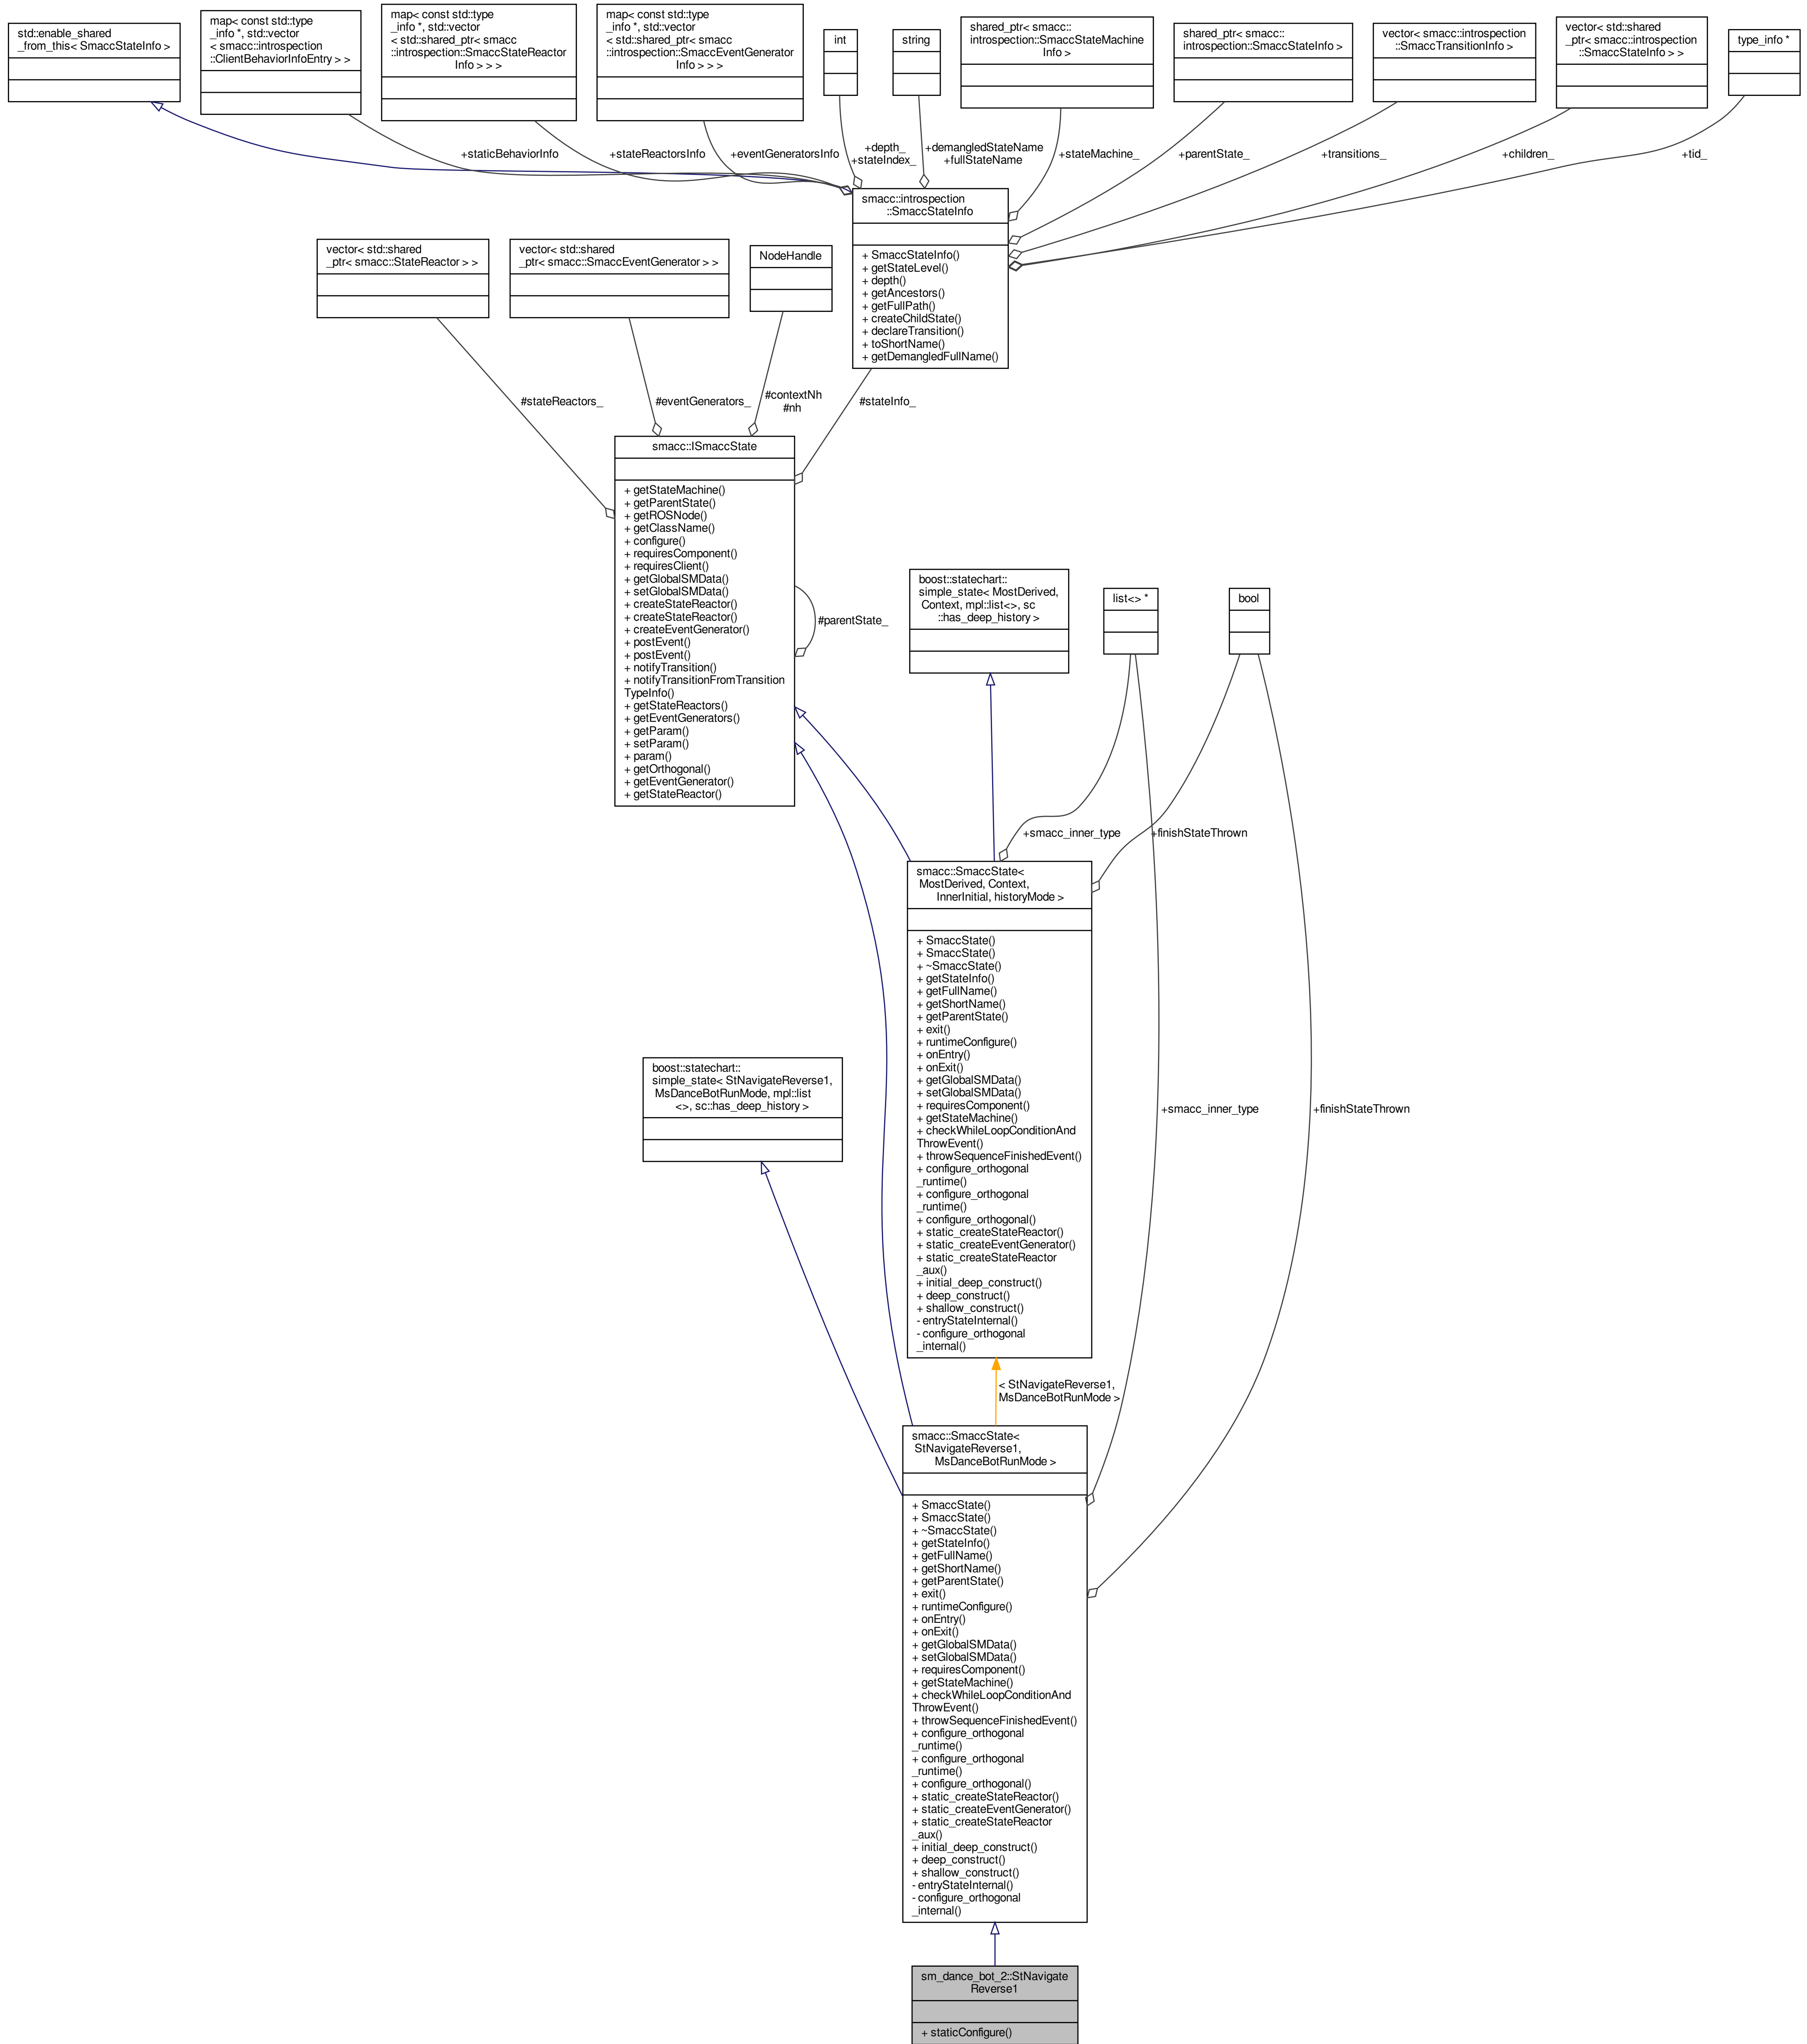 std::enable_shared
_from_this< SmaccStateInfo >
map< const std::type
_info *, std::vector
< smacc::introspection
::ClientBehaviorInfoEntry > >
map< const std::type
_info *, std::vector
< std::shared_ptr< smacc
::introspection::SmaccStateReactor
Info > > >
map< const std::type
_info *, std::vector
< std::shared_ptr< smacc
::introspection::SmaccEventGenerator
Info > > >
int
string
shared_ptr< smacc::
introspection::SmaccStateMachine
Info >
shared_ptr< smacc::
introspection::SmaccStateInfo >
vector< smacc::introspection
::SmaccTransitionInfo >
vector< std::shared
_ptr< smacc::introspection
::SmaccStateInfo > >
type_info *
+staticBehaviorInfo
+stateReactorsInfo
+eventGeneratorsInfo
+depth_
+stateIndex_
+demangledStateName
+fullStateName
+stateMachine_
+parentState_
+transitions_
+children_
+tid_
smacc::introspection
::SmaccStateInfo
+ SmaccStateInfo()
+ getStateLevel()
+ depth()
+ getAncestors()
+ getFullPath()
+ createChildState()
+ declareTransition()
+ toShortName()
+ getDemangledFullName()
vector< std::shared
_ptr< smacc::StateReactor > >
vector< std::shared
_ptr< smacc::SmaccEventGenerator > >
NodeHandle
#stateReactors_
#eventGenerators_
#contextNh
#nh
#stateInfo_
smacc::ISmaccState
+ getStateMachine()
+ getParentState()
+ getROSNode()
+ getClassName()
+ configure()
+ requiresComponent()
+ requiresClient()
+ getGlobalSMData()
+ setGlobalSMData()
+ createStateReactor()
+ createStateReactor()
+ createEventGenerator()
+ postEvent()
+ postEvent()
+ notifyTransition()
+ notifyTransitionFromTransition
TypeInfo()
+ getStateReactors()
+ getEventGenerators()
+ getParam()
+ setParam()
+ param()
+ getOrthogonal()
+ getEventGenerator()
+ getStateReactor()
#parentState_
boost::statechart::
simple_state< MostDerived,
Context, mpl::list<>, sc
::has_deep_history >
list<> *
bool
+smacc_inner_type
+finishStateThrown
smacc::SmaccState<
MostDerived, Context,
InnerInitial, historyMode >
+ SmaccState()
+ SmaccState()
+ ~SmaccState()
+ getStateInfo()
+ getFullName()
+ getShortName()
+ getParentState()
+ exit()
+ runtimeConfigure()
+ onEntry()
+ onExit()
+ getGlobalSMData()
+ setGlobalSMData()
+ requiresComponent()
+ getStateMachine()
+ checkWhileLoopConditionAnd
ThrowEvent()
+ throwSequenceFinishedEvent()
+ configure_orthogonal
_runtime()
+ configure_orthogonal
_runtime()
+ configure_orthogonal()
+ static_createStateReactor()
+ static_createEventGenerator()
+ static_createStateReactor
_aux()
+ initial_deep_construct()
+ deep_construct()
+ shallow_construct()
- entryStateInternal()
- configure_orthogonal
_internal()
boost::statechart::
simple_state< StNavigateReverse1,
MsDanceBotRunMode, mpl::list
<>, sc::has_deep_history >
+smacc_inner_type
+finishStateThrown
< StNavigateReverse1,
MsDanceBotRunMode >
smacc::SmaccState<
StNavigateReverse1,
MsDanceBotRunMode >
+ SmaccState()
+ SmaccState()
+ ~SmaccState()
+ getStateInfo()
+ getFullName()
+ getShortName()
+ getParentState()
+ exit()
+ runtimeConfigure()
+ onEntry()
+ onExit()
+ getGlobalSMData()
+ setGlobalSMData()
+ requiresComponent()
+ getStateMachine()
+ checkWhileLoopConditionAnd
ThrowEvent()
+ throwSequenceFinishedEvent()
+ configure_orthogonal
_runtime()
+ configure_orthogonal
_runtime()
+ configure_orthogonal()
+ static_createStateReactor()
+ static_createEventGenerator()
+ static_createStateReactor
_aux()
+ initial_deep_construct()
+ deep_construct()
+ shallow_construct()
- entryStateInternal()
- configure_orthogonal
_internal()
sm_dance_bot_2::StNavigate
Reverse1
+ staticConfigure()